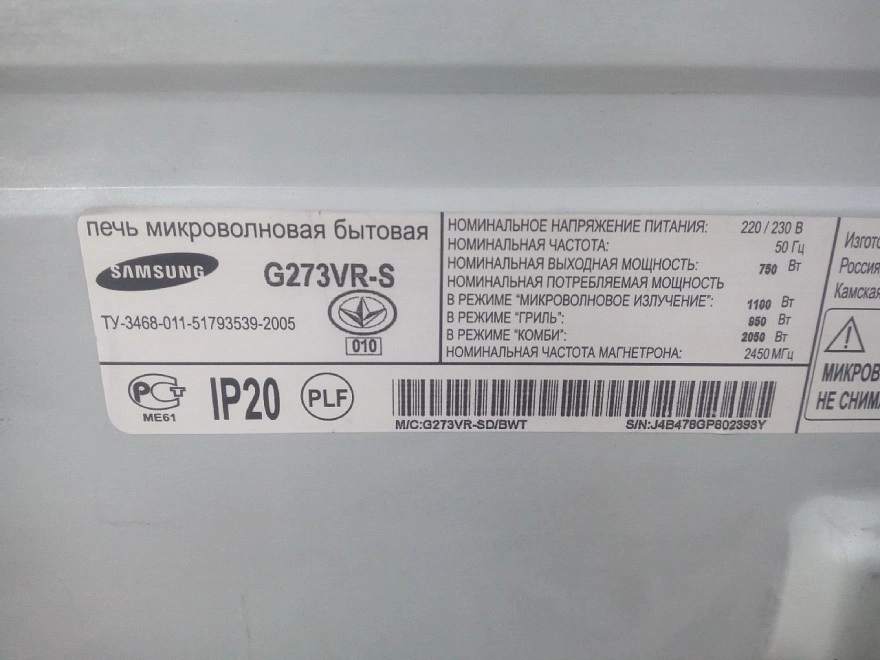 печь микроволновая бытовая
SAMSUNG
G273VR-S
ТУ-3468-011-51793539-2005
010
РСТ
ME61
IP20
PLF
НОМИНАЛЬНОЕ НАПРЯЖЕНИЕ ПИТАНИЯ: 220 / 230 В
НОМИНАЛЬНАЯ ЧАСТОТА: 50 Гц
НОМИНАЛЬНАЯ ВЫХОДНАЯ МОЩНОСТЬ: 750 Вт
НОМИНАЛЬНАЯ ПОТРЕБЛЯЕМАЯ МОЩНОСТЬ
В РЕЖИМЕ "МИКРОВОЛНОВОЕ ИЗЛУЧЕНИЕ": 1100 Вт
В РЕЖИМЕ "ГРИЛЬ": 950 Вт
В РЕЖИМЕ "КОМБИ": 2050 Вт
НОМИНАЛЬНАЯ ЧАСТОТА МАГНЕТРОНА: 2450 МГц
M/C:G273VR-SD/BWT S/N:J4B478GP802393Y
Изгото
Россия
Камская
МИКРОВ
НЕ СНИМА